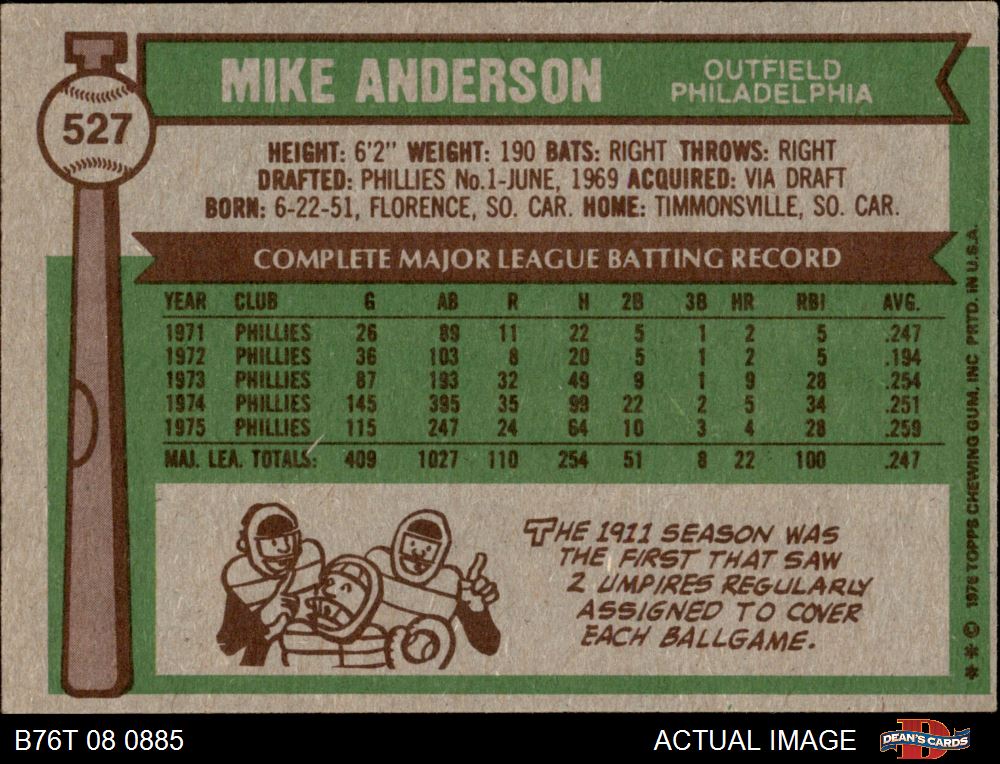 527
MIKE ANDERSON
OUTFIELD
PHILADELPHIA
HEIGHT: 6'2" WEIGHT: 190 BATS: RIGHT THROWS: RIGHT
DRAFTED: PHILLIES No.1-JUNE, 1969 ACQUIRED: VIA DRAFT
BORN: 6-22-51, FLORENCE, SO. CAR. HOME: TIMMONSVILLE, SO. CAR.
COMPLETE MAJOR LEAGUE BATTING RECORD
YEAR CLUB G AB R H 2B 3B HR RBI AVG.
1971 PHILLIES 26 89 11 22 5 1 2 5 .247
1972 PHILLIES 36 103 8 20 5 1 2 5 .194
1973 PHILLIES 87 193 32 49 9 1 9 28 .254
1974 PHILLIES 145 395 35 99 22 2 5 34 .251
1975 PHILLIES 115 247 24 64 10 3 4 28 .259
MAJ. LEA. TOTALS: 409 1027 110 254 51 8 22 100 .247
THE 1911 SEASON WAS
THE FIRST THAT SAW
2 UMPIRES REGULARLY
ASSIGNED TO COVER
EACH BALLGAME.
* * © 1976 TOPPS CHEWING GUM, INC PRTD. IN U.S.A.
B76T 08 0885
ACTUAL IMAGE
D
DEAN'S CARDS